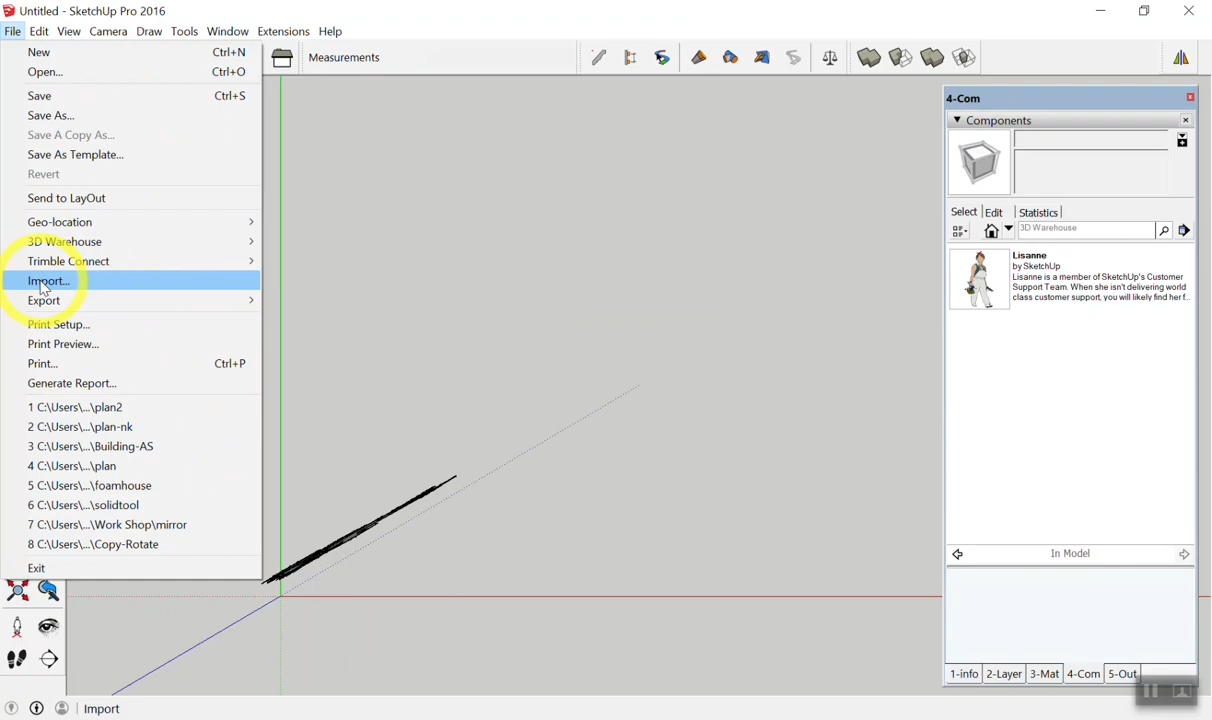 Untitled - SketchUp Pro 2016
File Edit View Camera Draw Tools Window Extensions Help
New Ctrl+N
Open... Ctrl+O
Save Ctrl+S
Save As...
Save A Copy As...
Save As Template...
Revert
Send to LayOut
Geo-location
3D Warehouse
Trimble Connect
Import...
Export
Print Setup...
Print Preview...
Print... Ctrl+P
Generate Report...
1 C:\Users\...\plan2
2 C:\Users\...\plan-nk
3 C:\Users\...\Building-AS
4 C:\Users\...\plan
5 C:\Users\...\foamhouse
6 C:\Users\...\solidtool
7 C:\Users\...\Work Shop\mirror
8 C:\Users\...\Copy-Rotate
Exit
Measurements
4-Com
Components
Select Edit Statistics
3D Warehouse
Lisanne
by SketchUp
Lisanne is a member of SketchUp's Customer
Support Team. When she isn't delivering world
class customer support, you will likely find her f...
In Model
1-info 2-Layer 3-Mat 4-Com 5-Out
Import